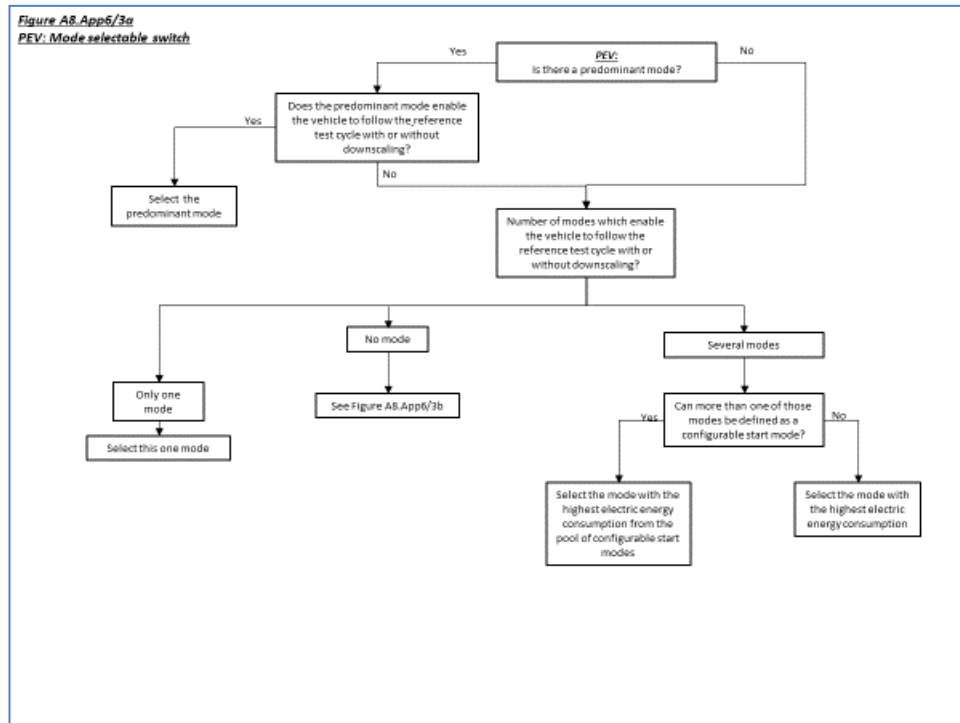 Figure A8.App6/3a
PEV: Mode selectable switch
Yes
PEV:
Is there a predominant mode?
No
Does the predominant mode enable
the vehicle to follow the reference
test cycle with or without
downscaling?
Yes
No
Select the
predominant mode
Number of modes which enable
the vehicle to follow the
reference test cycle with or
without downscaling?
No mode
Several modes
Only one
mode
See Figure A8.App6/3b
Yes
Can more than one of those
modes be defined as a
configurable start mode?
No
Select this one mode
Select the mode with the
highest electric energy
consumption from the
pool of configurable start
modes
Select the mode with
the highest electric
energy consumption